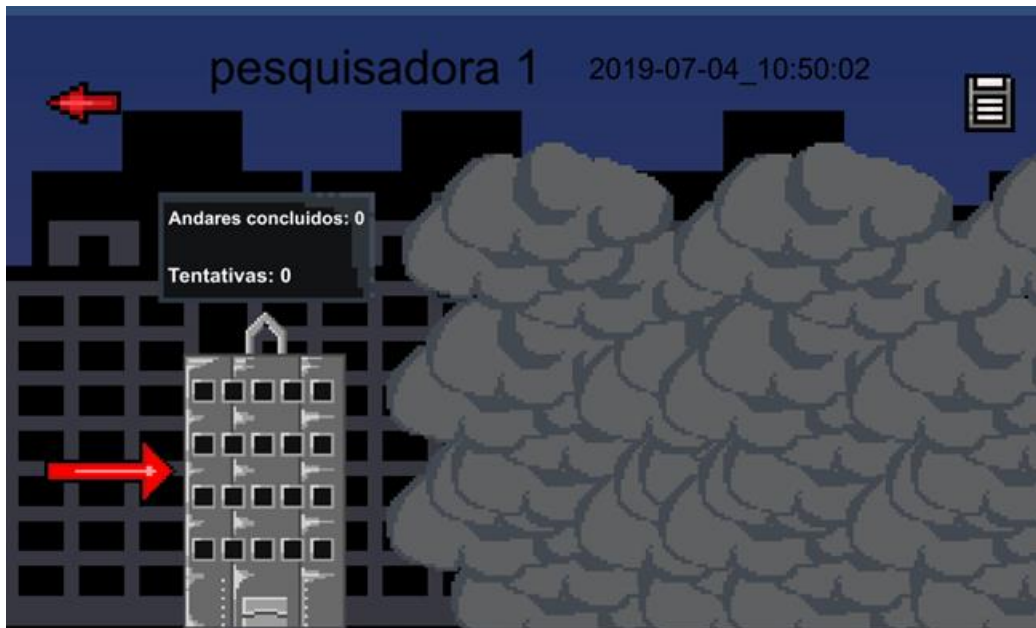 pesquisadora 1 2019-07-04_10:50:02
Andares concluidos: 0
Tentativas: 0